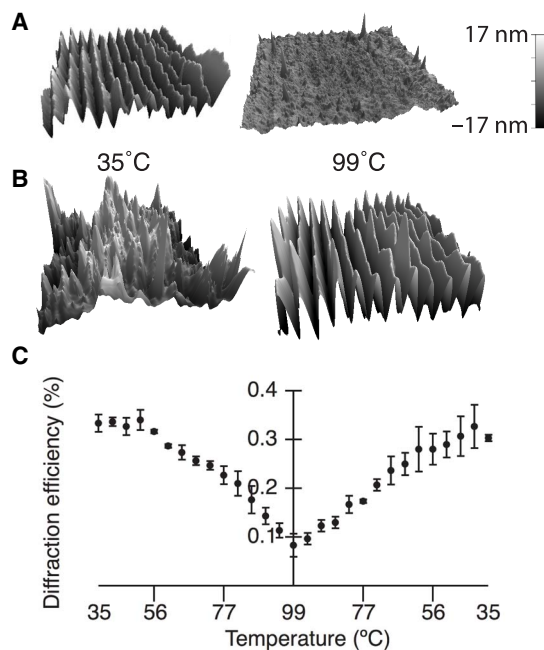 A
17 nm
−17 nm
35°C
99°C
B
C
Diffraction efficiency (%)
0.4
0.3
0.2
0.1
35 56 77 99 77 56 35
Temperature (ºC)